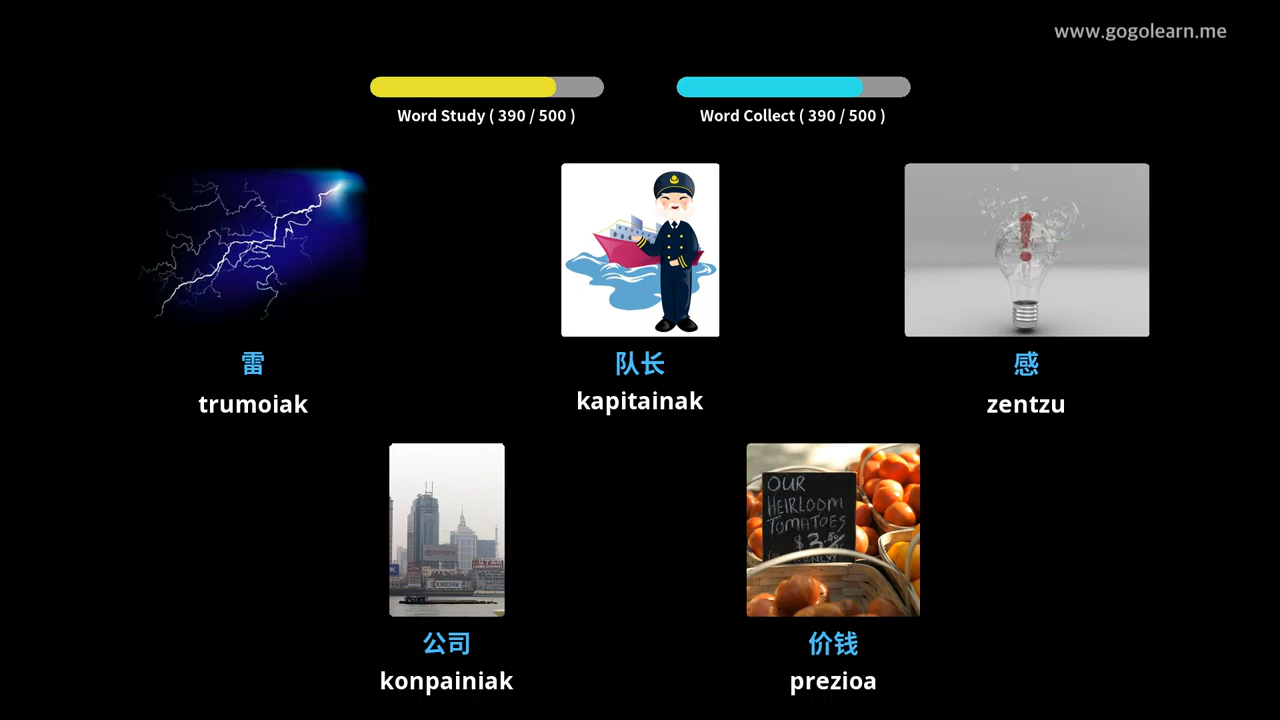 www.gogolearn.me
Word Study ( 390 / 500 )
Word Collect ( 390 / 500 )
雷
队长
感
trumoiak
kapitainak
zentzu
OUR
HEIRLOOM
TOMATOES
TOYOTA
公司
价钱
konpainiak
prezioa